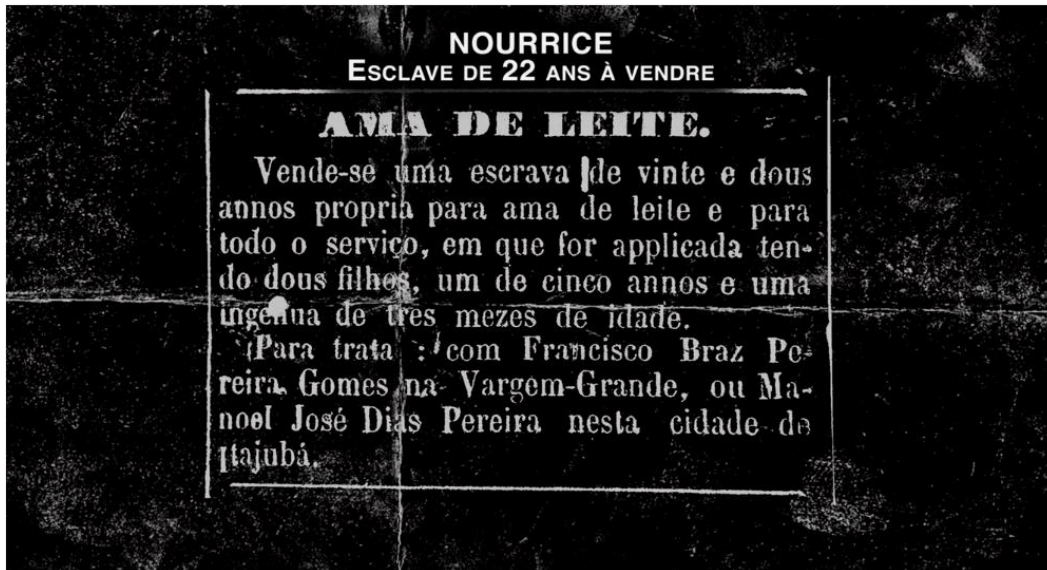 NOURRICE
ESCLAVE DE 22 ANS À VENDRE
AMA DE LEITE.
Vende-se uma escrava de vinte e dous
annos propria para ama de leite e para
todo o serviço, em que for applicada ten-
do dous filhos, um de cinco annos e uma
ingenua de tres mezes de idade.
Para trata : com Francisco Braz Pe-
reira Gomes na Vargem-Grande, ou Ma-
noel José Dias Pereira nesta cidade de
Itajubá.